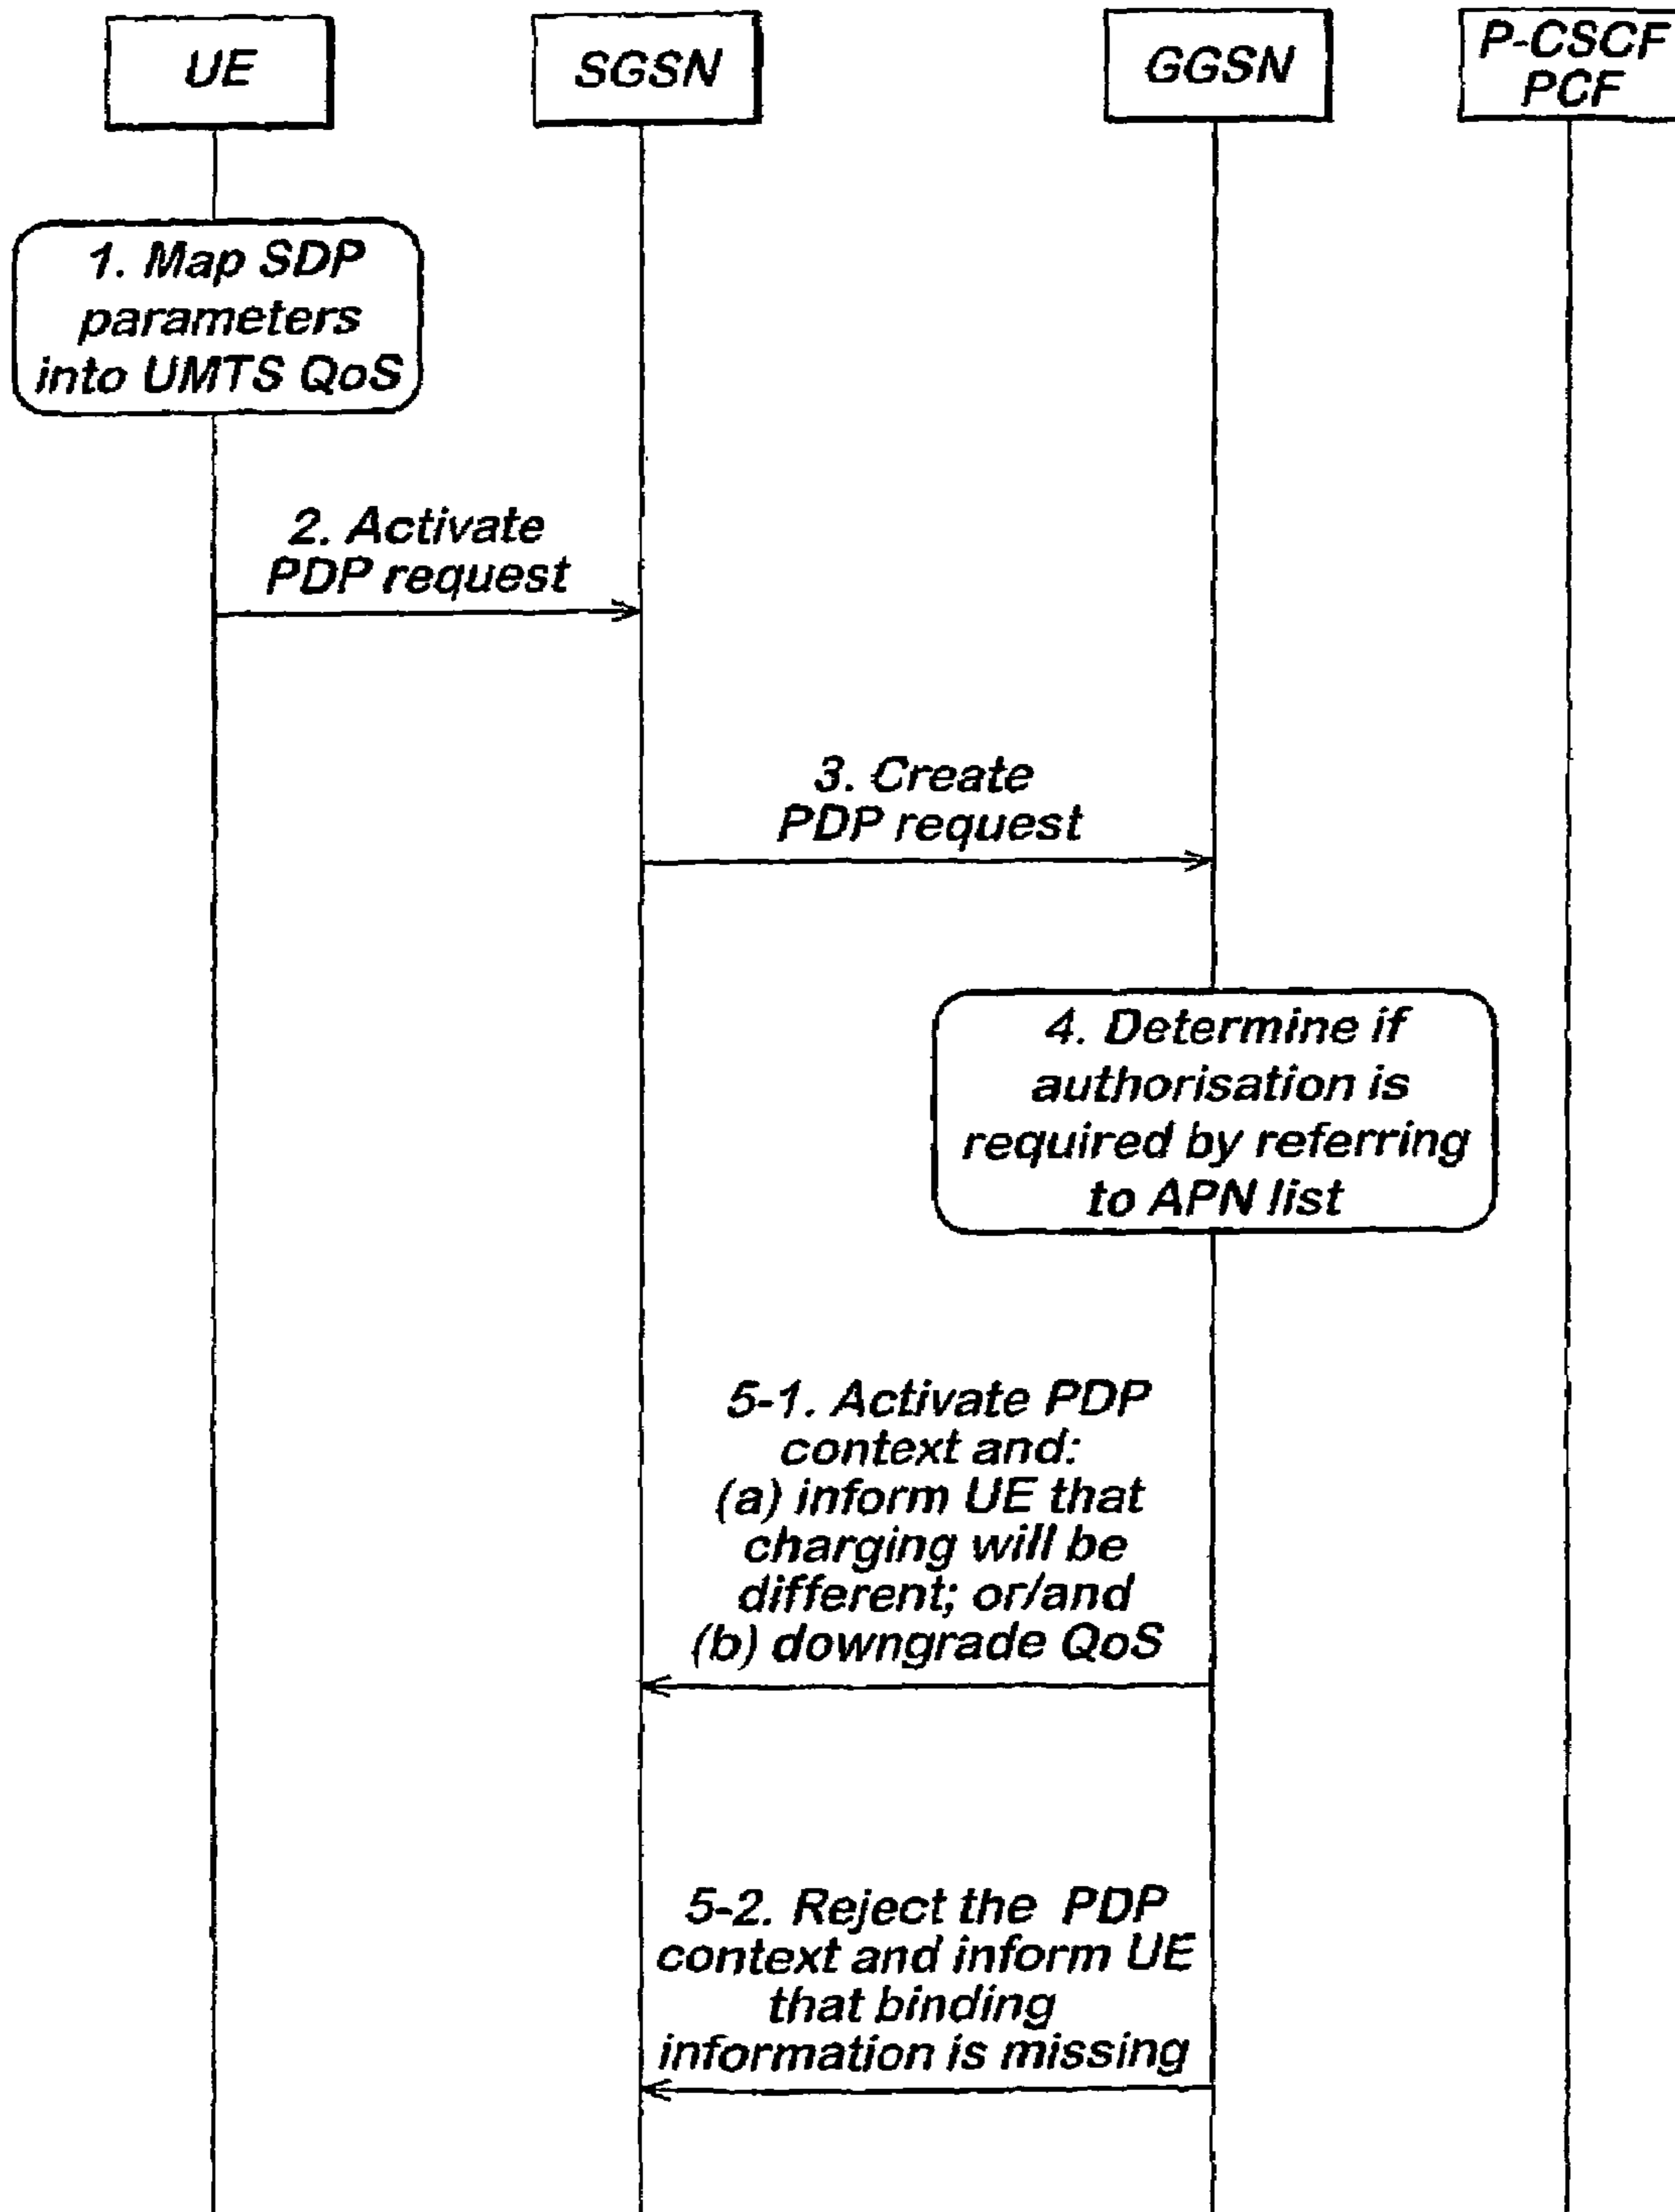 UE
SGSN
GGSN
P-CSCF
PCF
1. Map SDP
parameters
into UMTS QoS
2. Activate
PDP request
3. Create
PDP request
4. Determine if
authorisation is
required by referring
to APN list
5-1. Activate PDP
context and:
(a) inform UE that
charging will be
different; or/and
(b) downgrade QoS
5-2. Reject the PDP
context and inform UE
that binding
information is missing